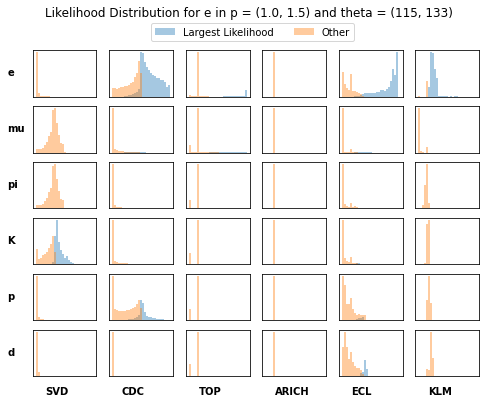 Likelihood Distribution for e in p = (1.0, 1.5) and theta = (115, 133)
Largest Likelihood Other
e
mu
pi
K
p
d
SVD CDC TOP ARICH ECL KLM